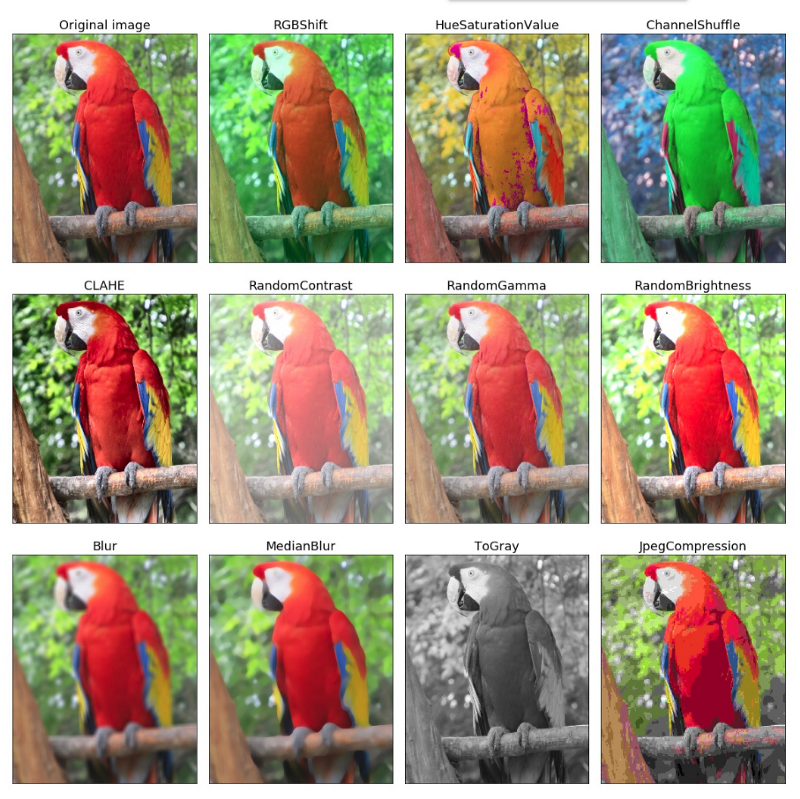 Original image
RGBShift
HueSaturationValue
ChannelShuffle
CLAHE
RandomContrast
RandomGamma
RandomBrightness
Blur
MedianBlur
ToGray
JpegCompression